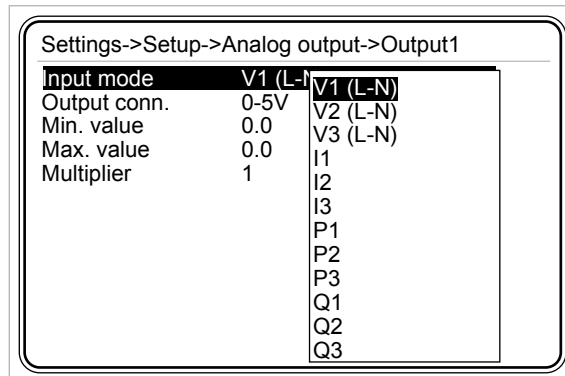 Settings->Setup->Analog output->Output1
Input mode V1 (L-
Output conn. 0-5V
Min. value 0.0
Max. value 0.0
Multiplier 1
V1 (L-N)
V2 (L-N)
V3 (L-N)
I1
I2
I3
P1
P2
P3
Q1
Q2
Q3